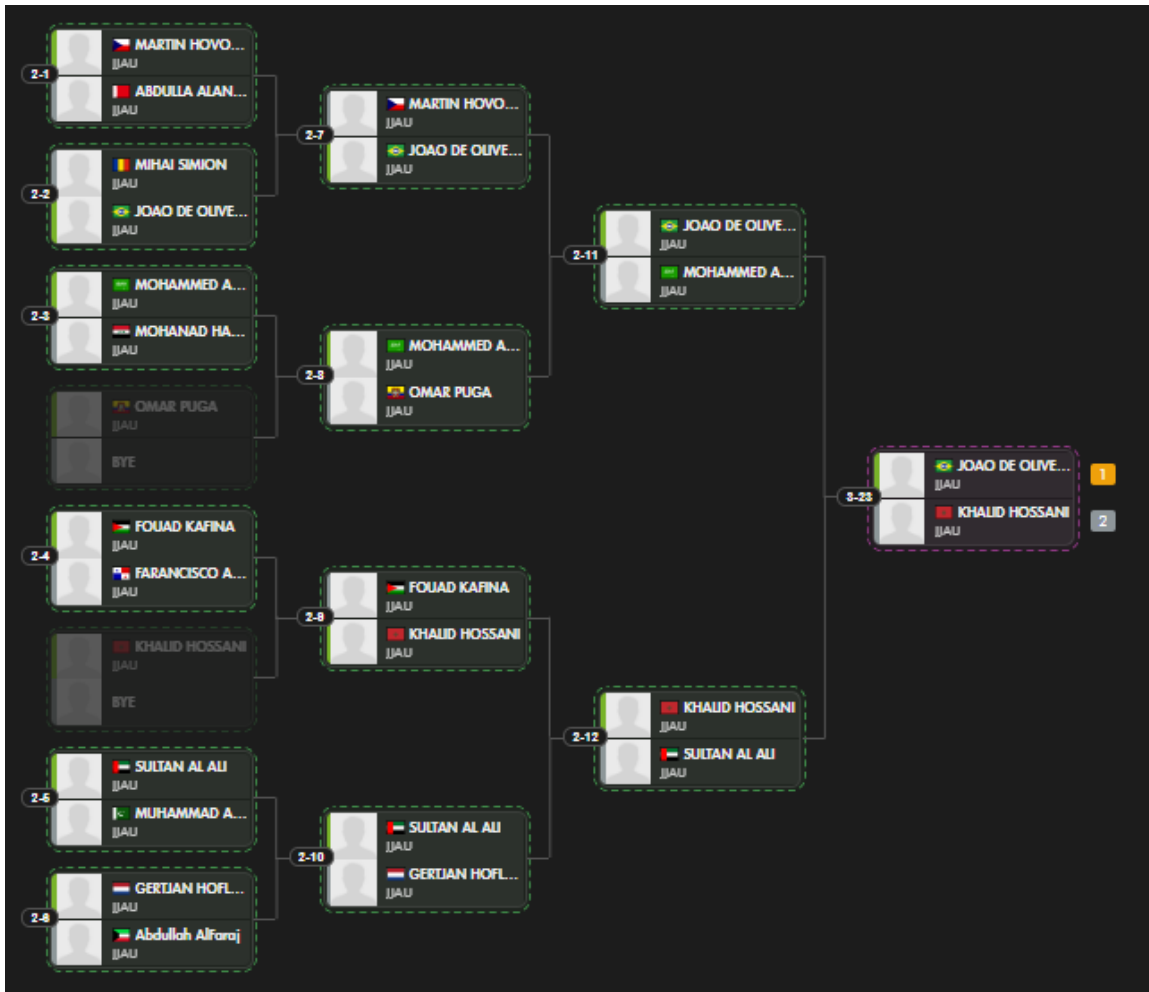 2-1
MARTIN HOVO...
JJAU
ABDULLA ALAN...
JJAU
2-2
MIHAI SIMION
JJAU
JOAO DE OLIVE...
JJAU
2-3
MOHAMMED A...
JJAU
MOHANAD HA...
JJAU
OMAR PUGA
JJAU
BYE
2-4
FOUAD KAFINA
JJAU
FARANCISCO A...
JJAU
KHALID HOSSANI
JJAU
BYE
2-5
SULTAN AL ALI
JJAU
MUHAMMAD A...
JJAU
2-6
GERTJAN HOFL...
JJAU
Abdullah AlFaraj
JJAU
2-7
MARTIN HOVO...
JJAU
JOAO DE OLIVE...
JJAU
2-8
MOHAMMED A...
JJAU
OMAR PUGA
JJAU
2-9
FOUAD KAFINA
JJAU
KHALID HOSSANI
JJAU
2-10
SULTAN AL ALI
JJAU
GERTJAN HOFL...
JJAU
2-11
JOAO DE OLIVE...
JJAU
MOHAMMED A...
JJAU
2-12
KHALID HOSSANI
JJAU
SULTAN AL ALI
JJAU
3-23
JOAO DE OLIVE...
JJAU
1
KHALID HOSSANI
JJAU
2